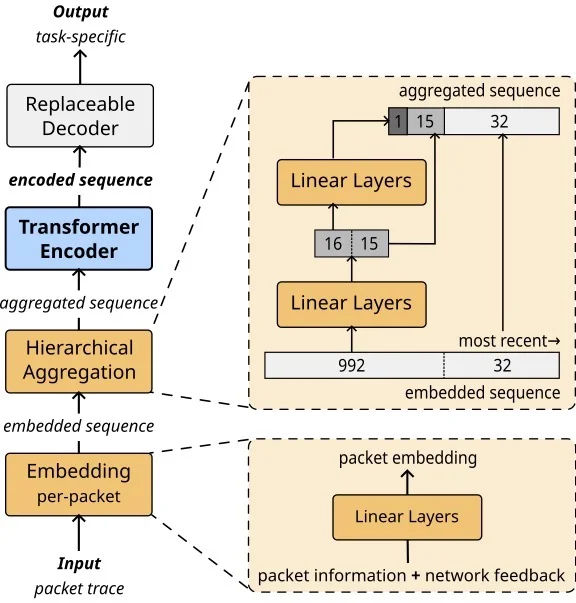 Output
task-specific
Replaceable
Decoder
encoded sequence
Transformer
Encoder
aggregated sequence
Hierarchical
Aggregation
embedded sequence
Embedding
per-packet
Input
packet trace
aggregated sequence
1 15 32
Linear Layers
16 15
Linear Layers
most recent→
992 32
embedded sequence
packet embedding
Linear Layers
packet information + network feedback